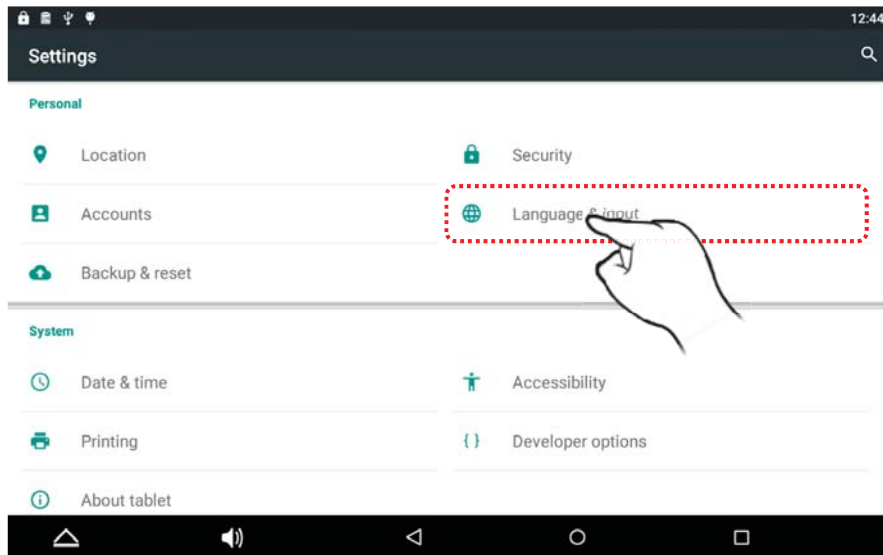 12:44
Settings
Personal
Location
Security
Accounts
Language & input
Backup & reset
System
Date & time
Accessibility
Printing
{ } Developer options
About tablet